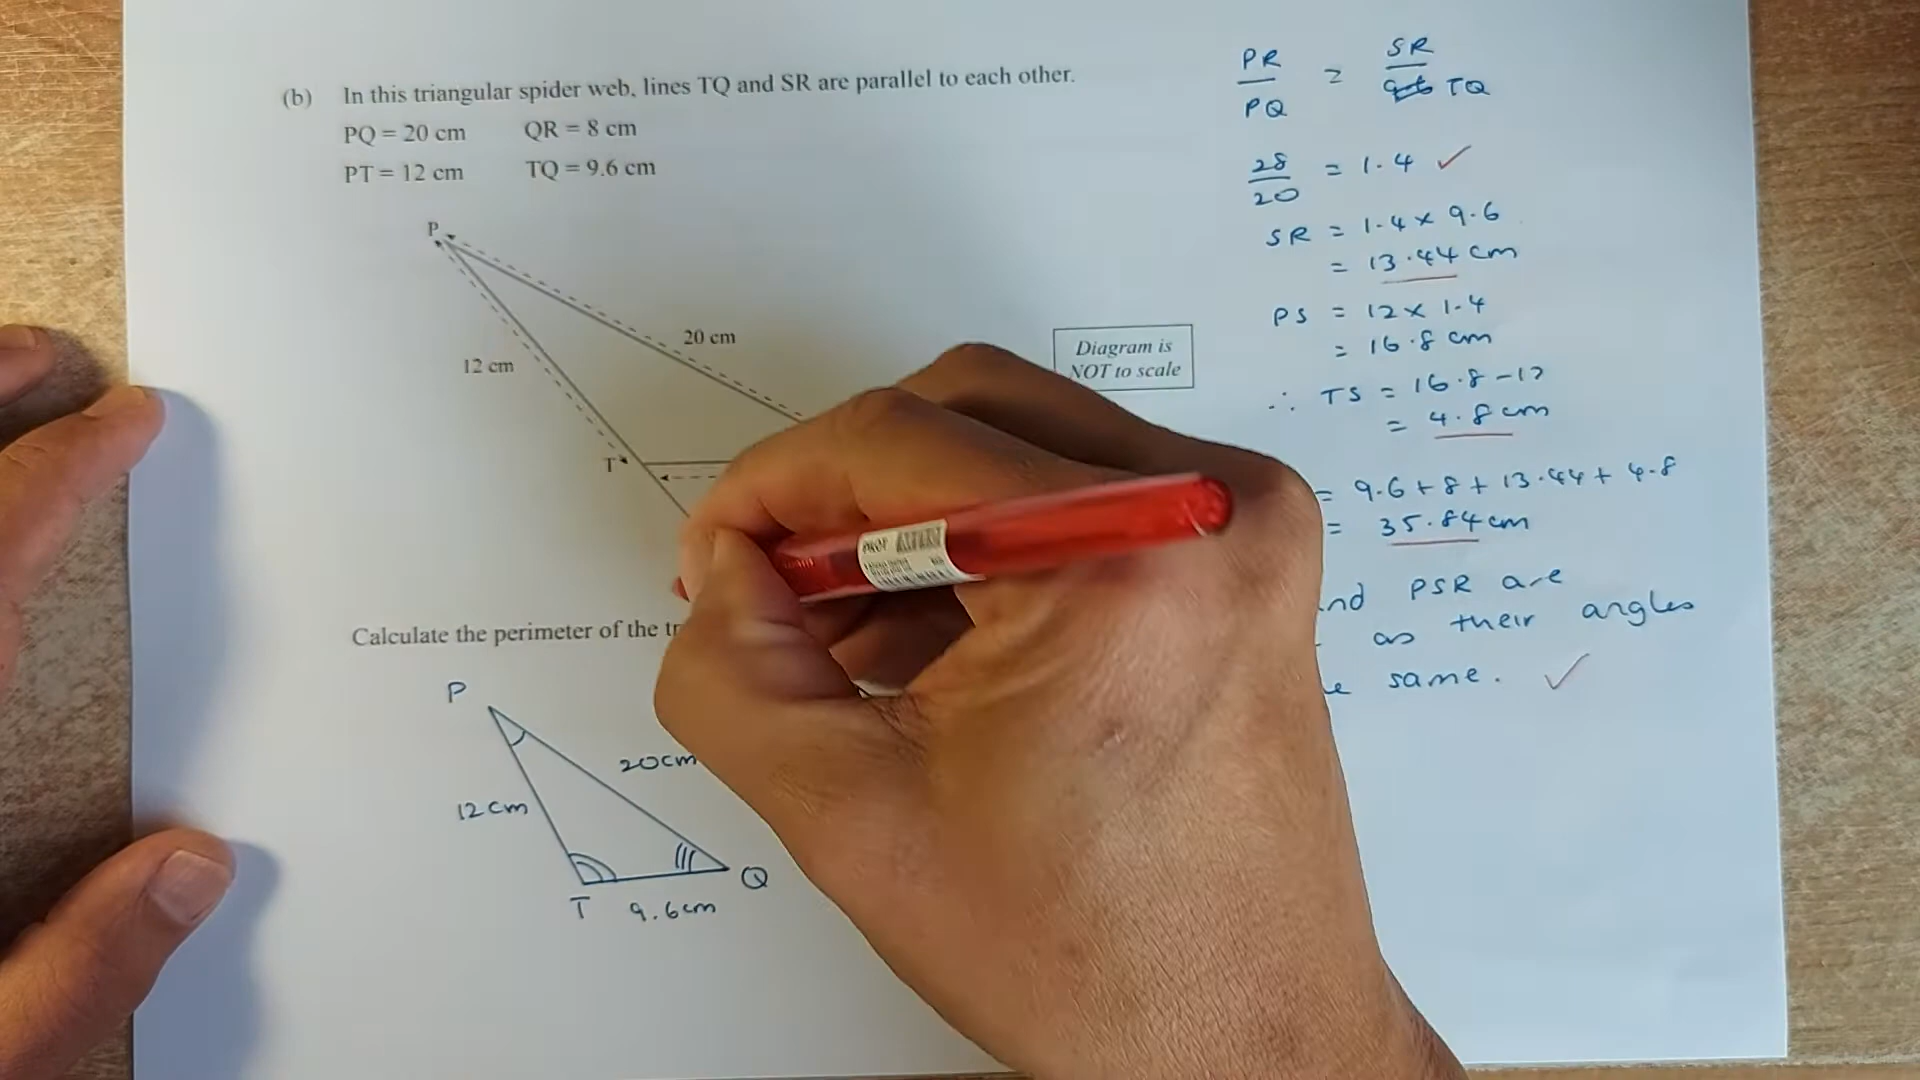 (b) In this triangular spider web, lines TQ and SR are parallel to each other.
PQ = 20 cm QR = 8 cm
PT = 12 cm TQ = 9.6 cm
P
20 cm
12 cm
T
Diagram is
NOT to scale
Calculate the perimeter of the
P
20cm
12cm
Q
T 9.6cm
PR = SR
PQ TQ
28 = 1.4 ✓
20
SR = 1.4 × 9.6
= 13.44 cm
PS = 12 × 1.4
= 16.8 cm
∴ TS = 16.8 - 12
= 4.8 cm
= 9.6 + 8 + 13.44 + 4.8
= 35.84 cm
PSR are
as their angles
same. ✓
PILOT